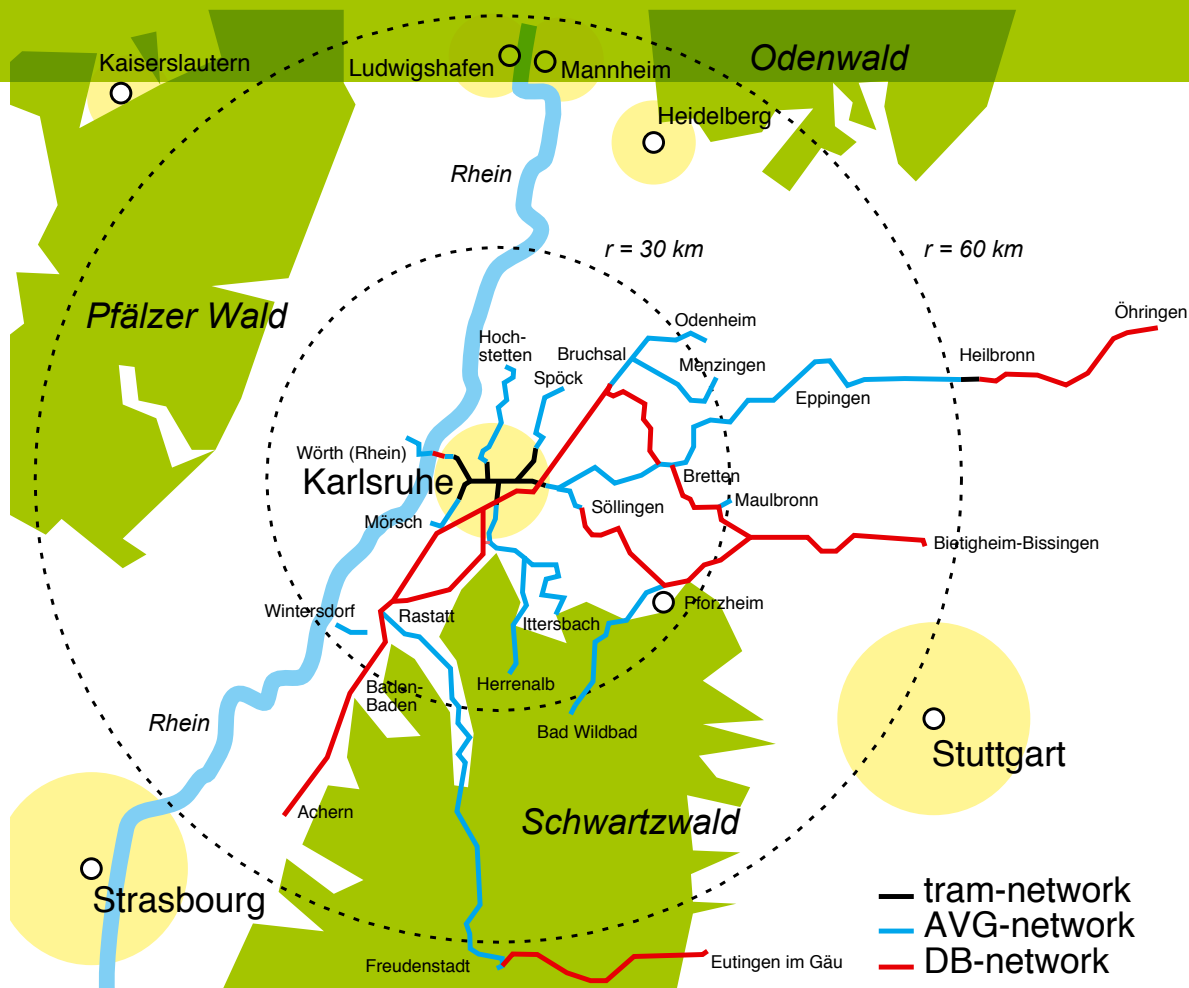 Kaiserslautern
Ludwigshafen
Mannheim
Odenwald
Heidelberg
Rhein
r = 30 km
r = 60 km
Pfälzer Wald
Öhringen
Odenheim
Hoch-
stetten
Bruchsal
Heilbronn
Menzingen
Spöck
Eppingen
Wörth (Rhein)
Karlsruhe
Bretten
Maulbronn
Söllingen
Mörsch
Bietigheim-Bissingen
Wintersdorf
Rastatt
Ittersbach
Pforzheim
Herrenalb
Baden-
Baden
Rhein
Bad Wildbad
Stuttgart
Achern
Schwartzwald
Strasbourg
tram-network
AVG-network
DB-network
Freudenstadt
Eutingen im Gäu